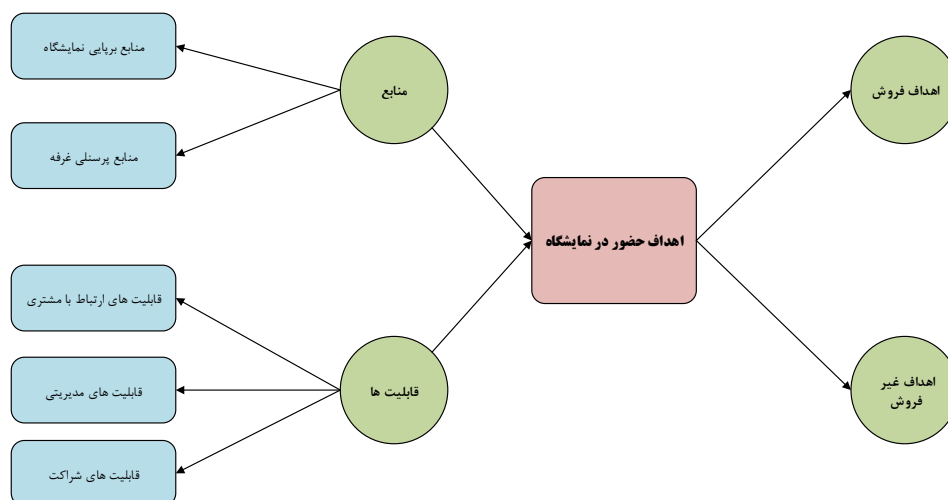 منابع برپایی نمایشگاه
منابع
اهداف فروش
منابع پرسنلی غرفه
اهداف حضور در نمایشگاه
قابلیت های ارتباط با مشتری
قابلیت های مدیریتی
قابلیت ها
اهداف غیر
فروش
قابلیت های شراکت